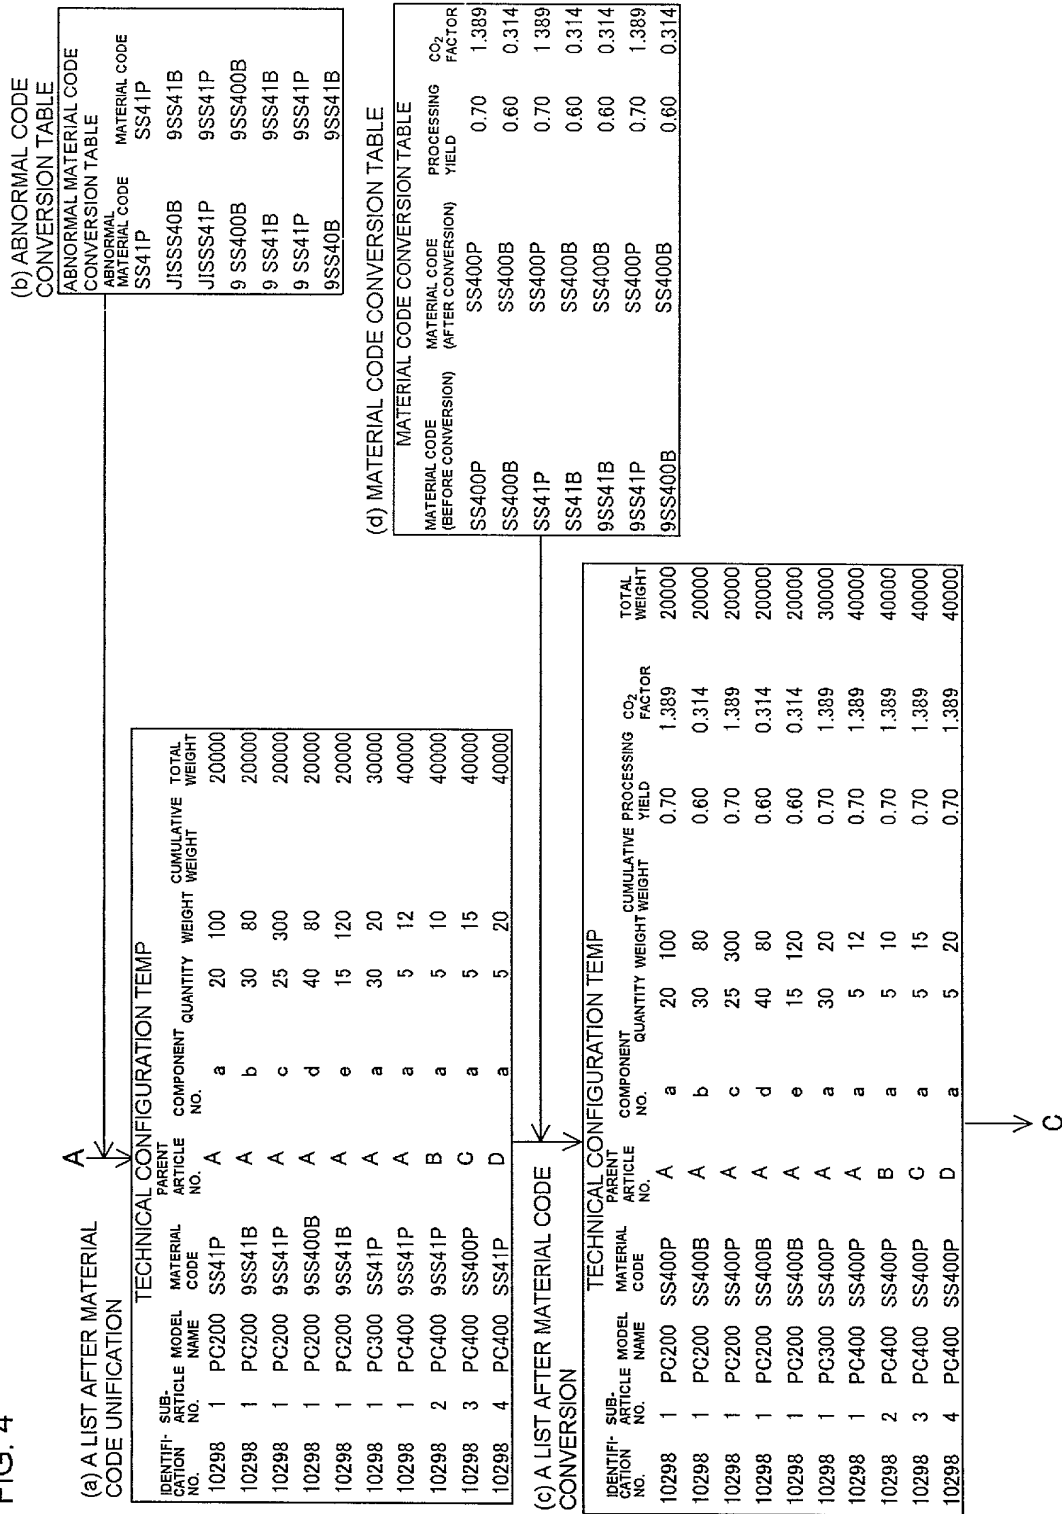 FIG. 4
A
(a) A LIST AFTER MATERIAL
CODE UNIFICATION
TECHNICAL CONFIGURATION TEMP
IDENTIFI-CATION NO. SUB-ARTICLE NO. MODEL NAME MATERIAL CODE PARENT ARTICLE NO. COMPONENT NO. QUANTITY WEIGHT CUMULATIVE WEIGHT TOTAL WEIGHT
10298 1 PC200 SS41P A a 20 100 20000
10298 1 PC200 9SS41B A b 30 80 20000
10298 1 PC200 9SS41P A c 25 300 20000
10298 1 PC200 9SS400B A d 40 80 20000
10298 1 PC200 9SS41B A e 15 120 20000
10298 1 PC300 SS41P A a 30 20 30000
10298 1 PC400 9SS41P A a 5 12 40000
10298 2 PC400 9SS41P B a 5 10 40000
10298 3 PC400 SS400P C a 5 15 40000
10298 4 PC400 SS41P D a 5 20 40000
(b) ABNORMAL CODE
CONVERSION TABLE
ABNORMAL MATERIAL CODE
CONVERSION TABLE
ABNORMAL MATERIAL CODE MATERIAL CODE
SS41P SS41P
JISSS40B 9SS41B
JISSS41P 9SS41P
9 SS400B 9SS400B
9 SS41B 9SS41B
9 SS41P 9SS41P
9SS40B 9SS41B
(c) A LIST AFTER MATERIAL CODE
CONVERSION
TECHNICAL CONFIGURATION TEMP
IDENTIFI-CATION NO. SUB-ARTICLE NO. MODEL NAME MATERIAL CODE PARENT ARTICLE NO. COMPONENT NO. QUANTITY WEIGHT CUMULATIVE WEIGHT PROCESSING YIELD CO2 FACTOR TOTAL WEIGHT
10298 1 PC200 SS400P A a 20 100 0.70 1.389 20000
10298 1 PC200 SS400B A b 30 80 0.60 0.314 20000
10298 1 PC200 SS400P A c 25 300 0.70 1.389 20000
10298 1 PC200 SS400B A d 40 80 0.60 0.314 20000
10298 1 PC200 SS400B A e 15 120 0.60 0.314 20000
10298 1 PC300 SS400P A a 30 20 0.70 1.389 30000
10298 1 PC400 SS400P A a 5 12 0.70 1.389 40000
10298 2 PC400 SS400P B a 5 10 0.70 1.389 40000
10298 3 PC400 SS400P C a 5 15 0.70 1.389 40000
10298 4 PC400 SS400P D a 5 20 0.70 1.389 40000
(d) MATERIAL CODE CONVERSION TABLE
MATERIAL CODE CONVERSION TABLE
MATERIAL CODE (BEFORE CONVERSION) MATERIAL CODE (AFTER CONVERSION) PROCESSING YIELD CO2 FACTOR
SS400P SS400P 0.70 1.389
SS400B SS400B 0.60 0.314
SS41P SS400P 0.70 1 389
SS41B SS400B 0.60 0.314
9SS41B SS400B 0.60 0.314
9SS41P SS400P 0.70 1.389
9SS400B SS400B 0.60 0.314
C